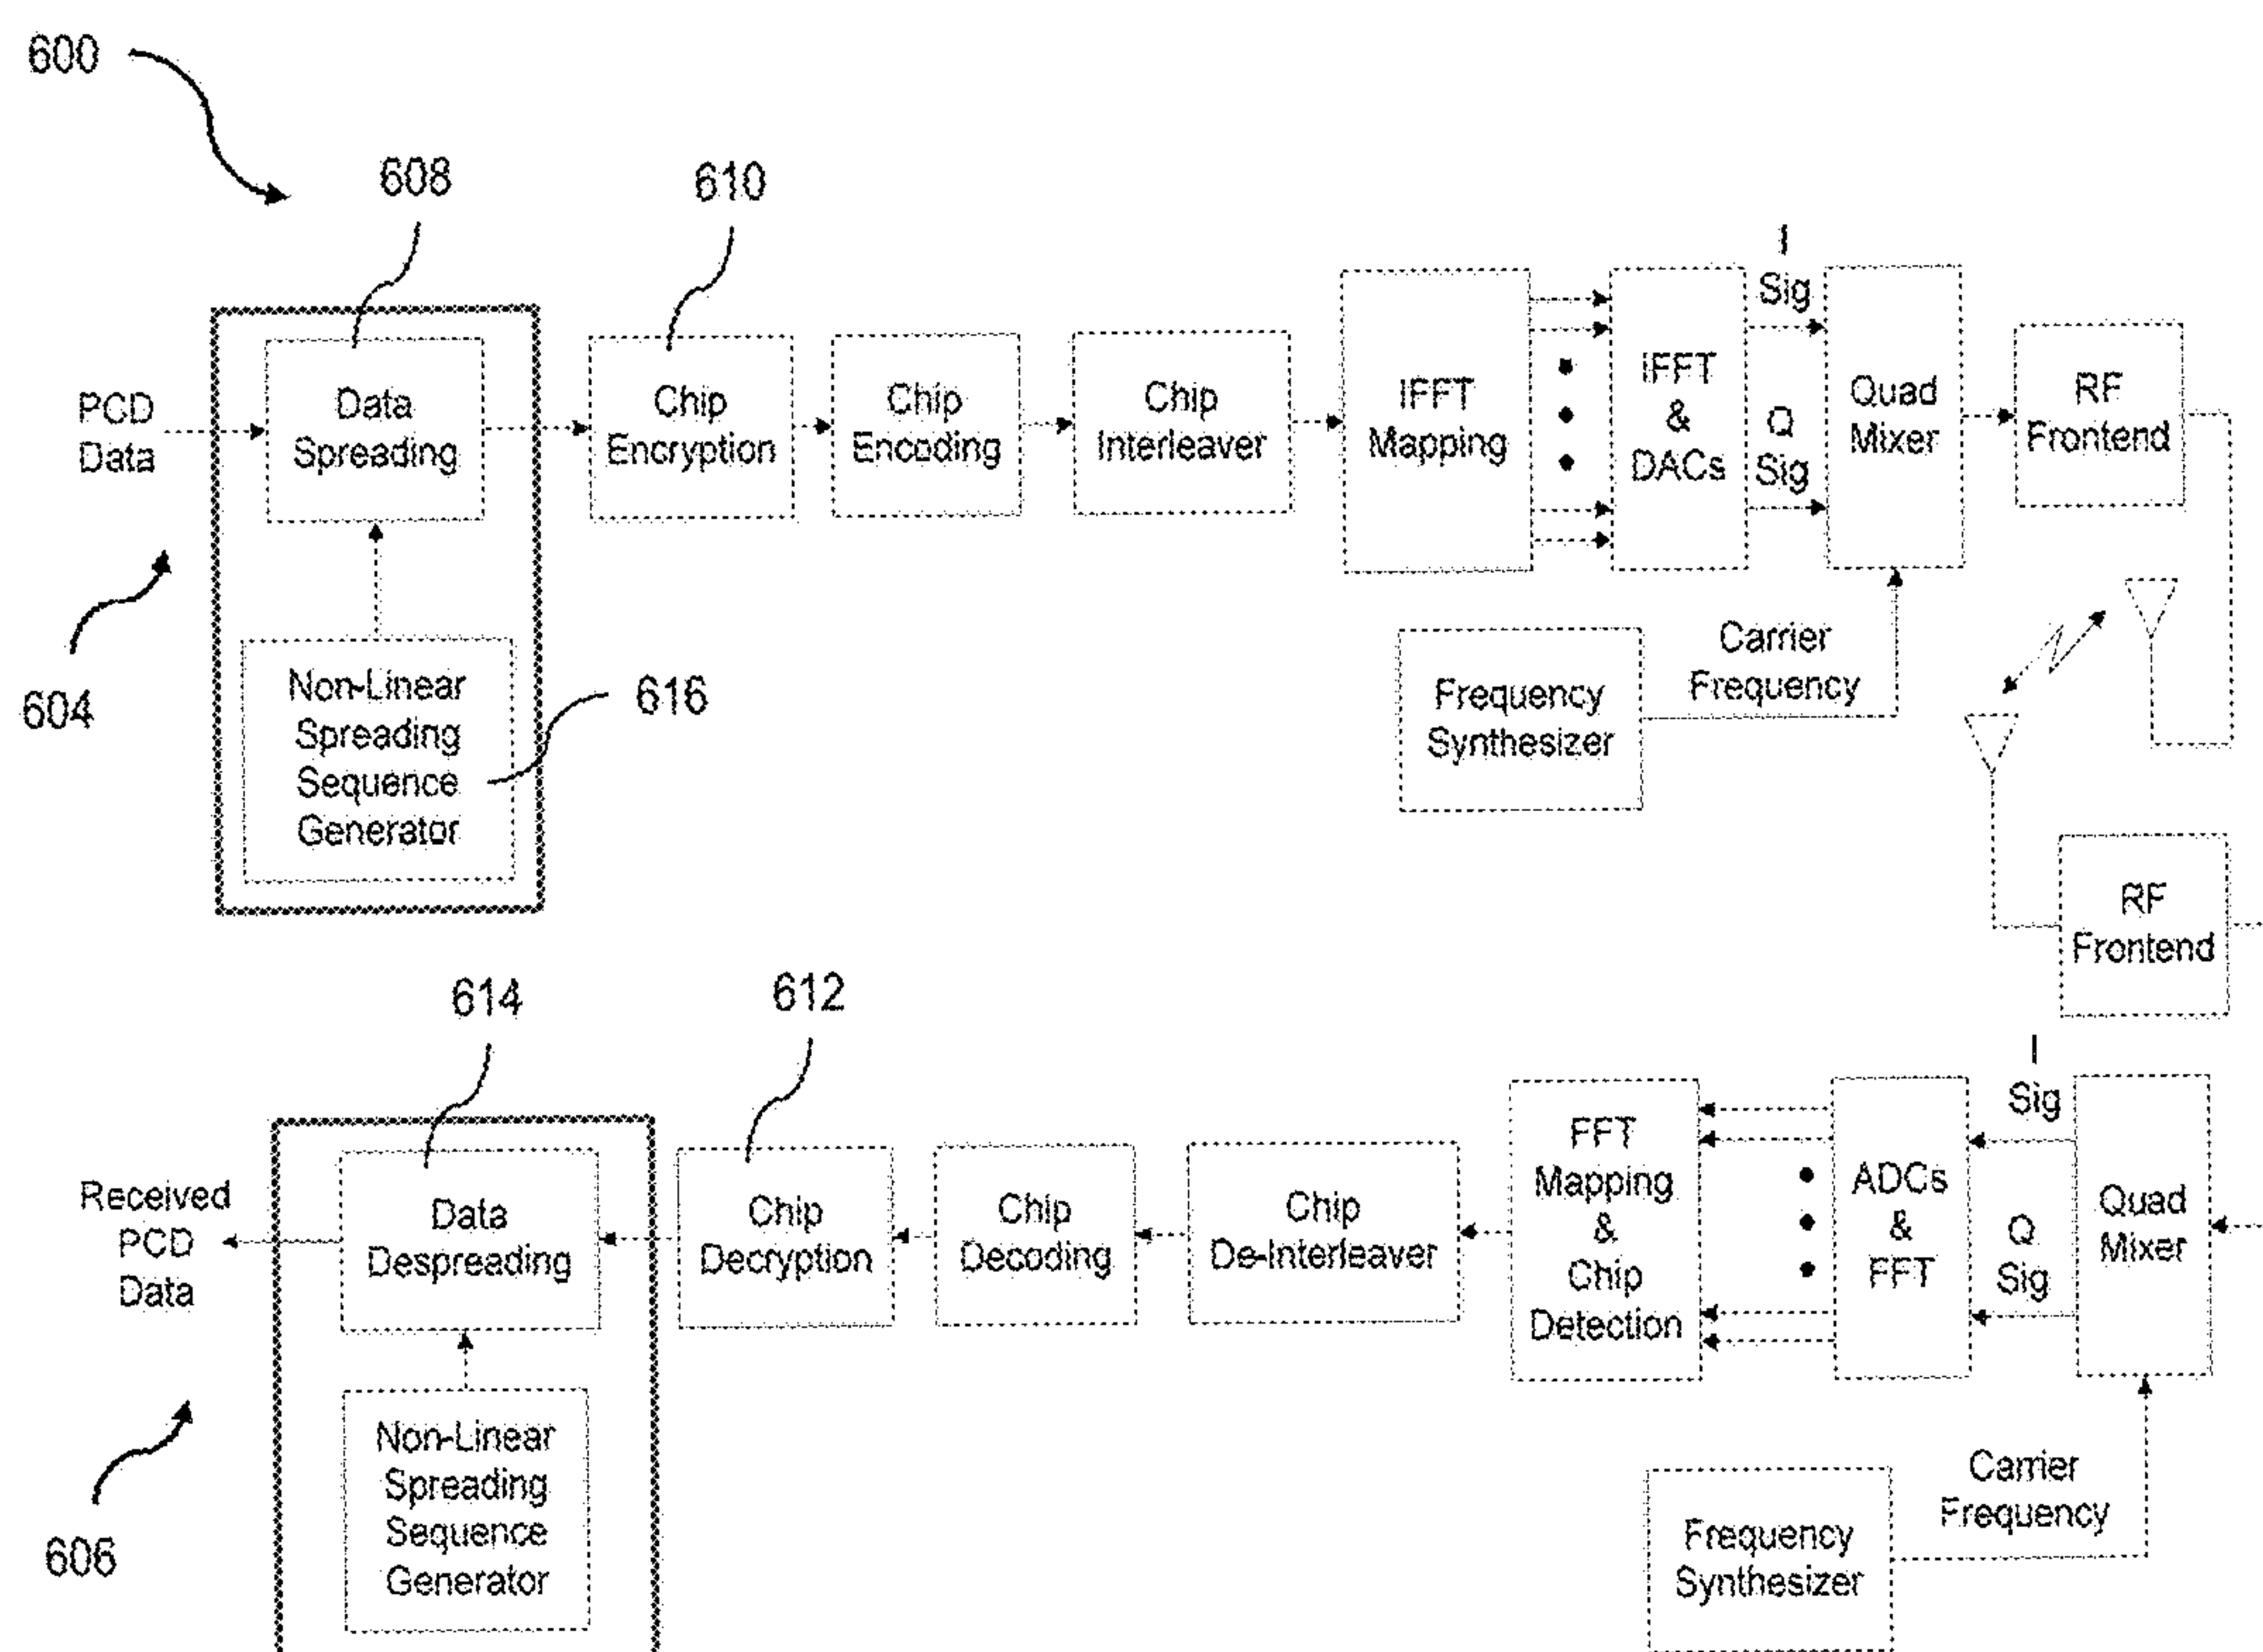 600
608
610
PCD
Data
Data
Spreading
Chip
Encryption
Chip
Encoding
Chip
Interleaver
IFFT
Mapping
IFFT
&
DACs
I
Sig
Q
Sig
Quad
Mixer
RF
Frontend
604
Non-Linear
Spreading
Sequence
Generator
616
Frequency
Synthesizer
Carrier
Frequency
RF
Frontend
614
612
Received
PCD
Data
Data
Despreading
Chip
Decryption
Chip
Decoding
Chip
De-Interleaver
FFT
Mapping
&
Chip
Detection
ADCs
&
FFT
I
Sig
Q
Sig
Quad
Mixer
606
Non-Linear
Spreading
Sequence
Generator
Frequency
Synthesizer
Carrier
Frequency